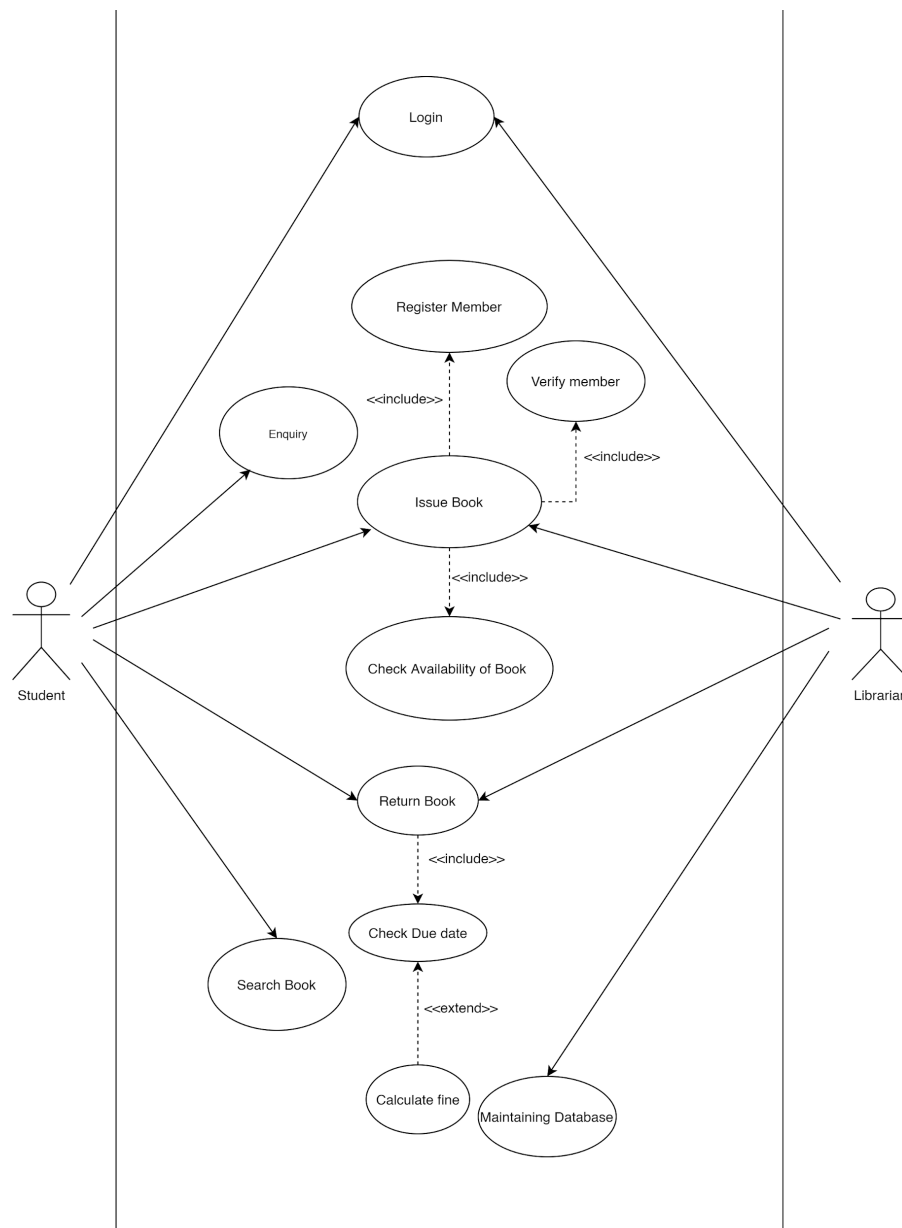 Login
Register Member
Verify member
<<include>>
Enquiry
<<include>>
Issue Book
<<include>>
Check Availability of Book
Student
Librarian
Return Book
<<include>>
Check Due date
Search Book
<<extend>>
Calculate fine
Maintaining Database